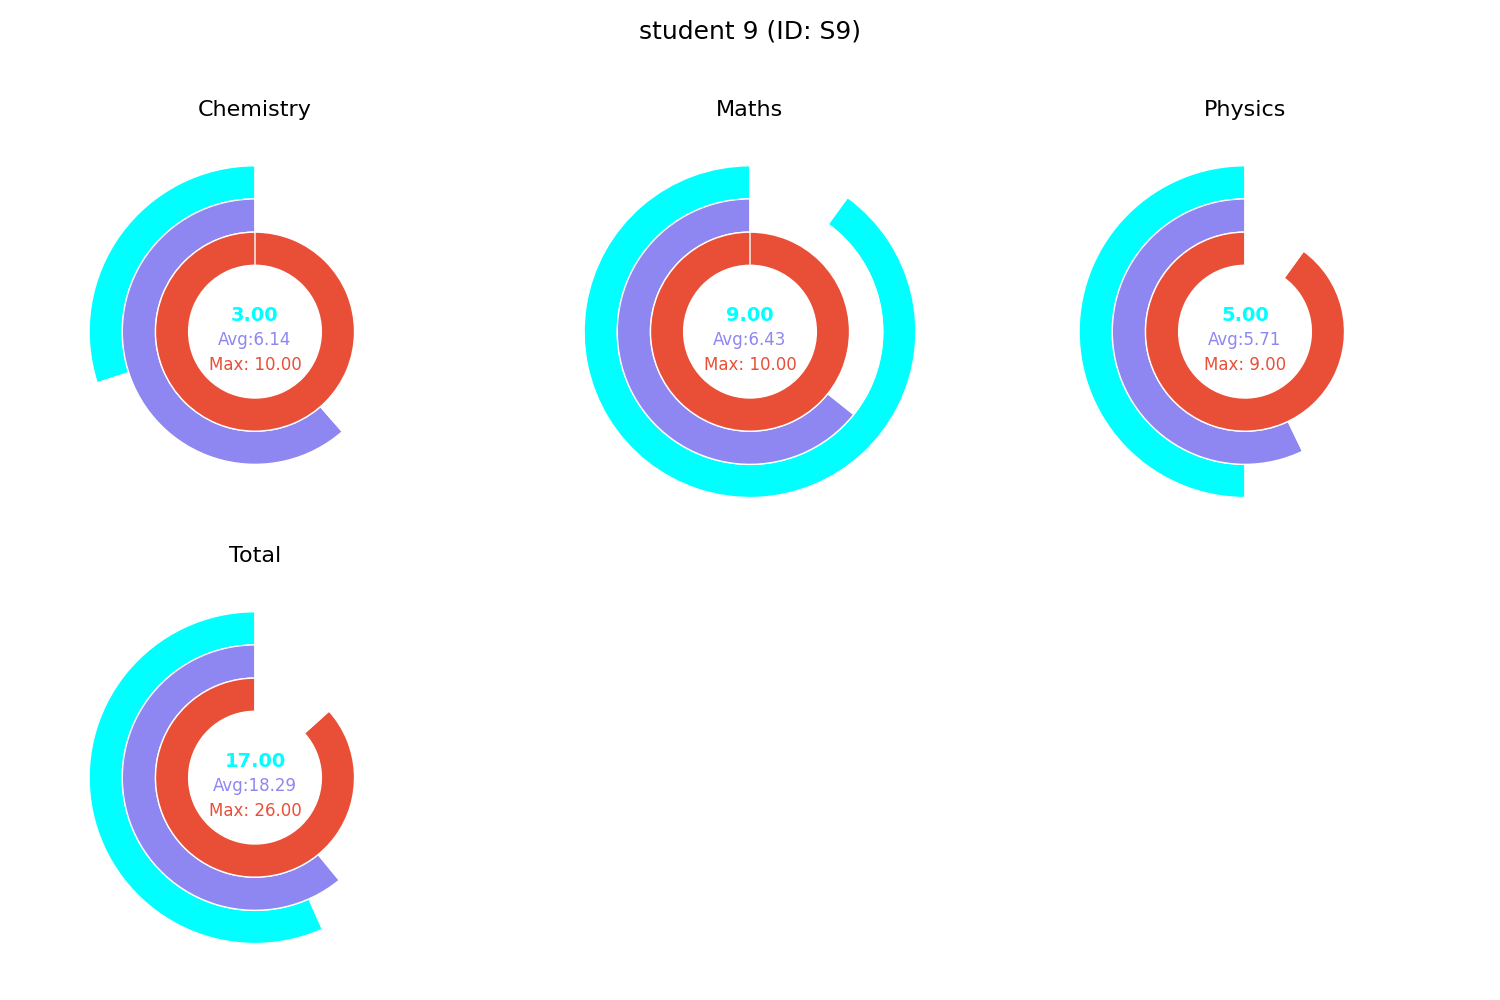 student 9 (ID: S9)
Chemistry
3.00
Avg:6.14
Max: 10.00
Maths
9.00
Avg:6.43
Max: 10.00
Physics
5.00
Avg:5.71
Max: 9.00
Total
17.00
Avg:18.29
Max: 26.00